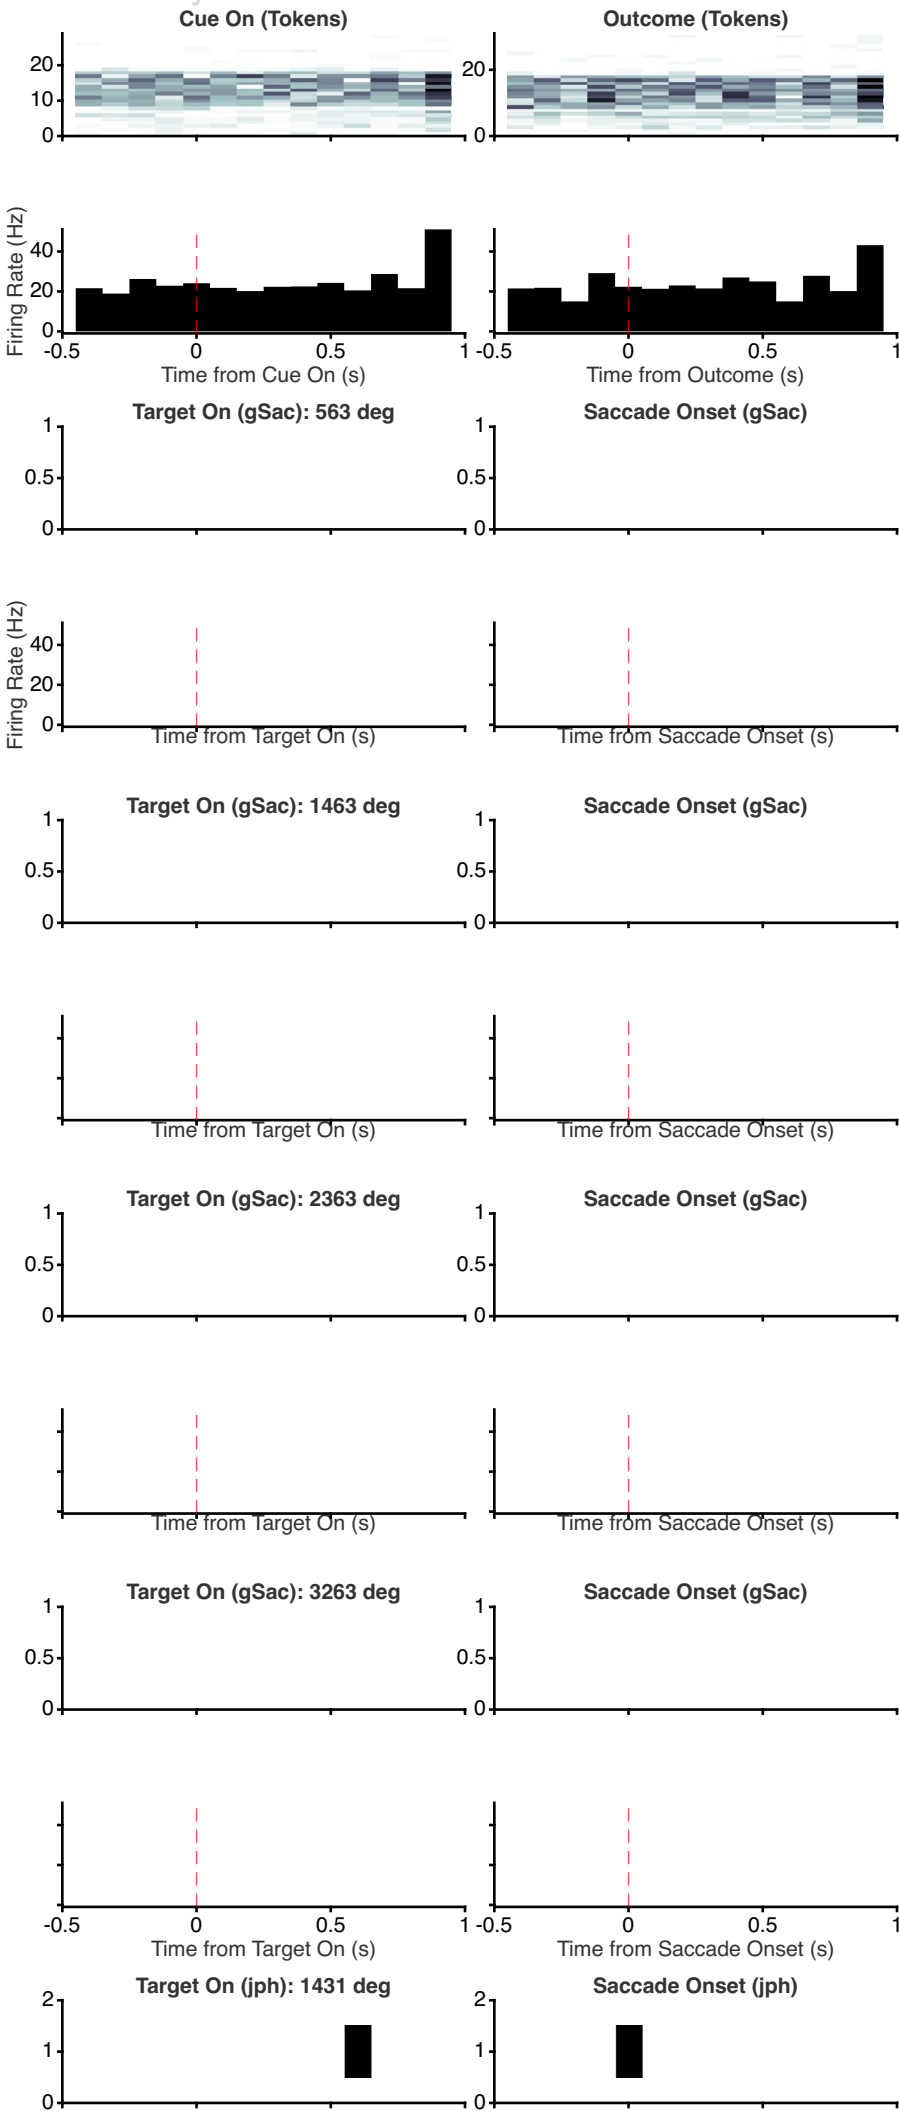 Cue On (Tokens) Outcome (Tokens)
20
10
0
20
0
Firing Rate (Hz)
40
20
0
-0.5 0 0.5 1 -0.5 0 0.5 1
Time from Cue On (s) Time from Outcome (s)
Target On (gSac): 563 deg Saccade Onset (gSac)
1 1
0.5 0.5
0 0
Firing Rate (Hz)
40
20
0
Time from Target On (s) Time from Saccade Onset (s)
Target On (gSac): 1463 deg Saccade Onset (gSac)
1 1
0.5 0.5
0 0
Time from Target On (s) Time from Saccade Onset (s)
Target On (gSac): 2363 deg Saccade Onset (gSac)
1 1
0.5 0.5
0 0
Time from Target On (s) Time from Saccade Onset (s)
Target On (gSac): 3263 deg Saccade Onset (gSac)
1 1
0.5 0.5
0 0
-0.5 0 0.5 1 -0.5 0 0.5 1
Time from Target On (s) Time from Saccade Onset (s)
Target On (jph): 1431 deg Saccade Onset (jph)
2 2
1 1
0 0